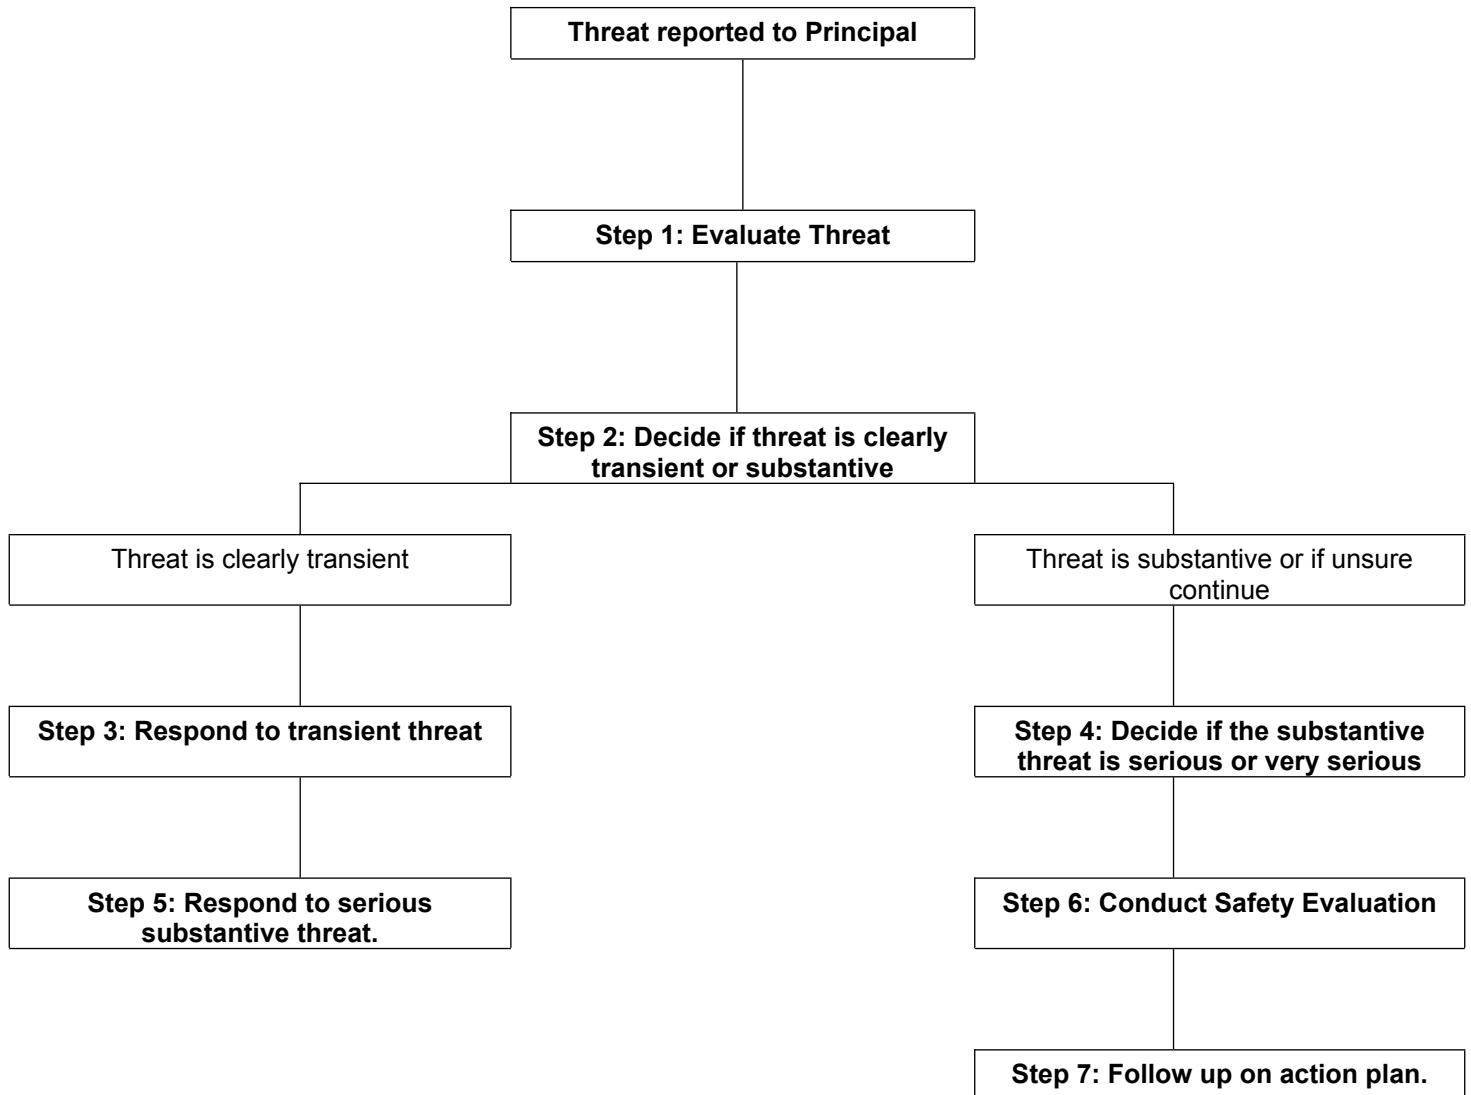 Threat reported to Principal
Step 1: Evaluate Threat
Step 2: Decide if threat is clearly
transient or substantive
Threat is clearly transient
Threat is substantive or if unsure
continue
Step 3: Respond to transient threat
Step 4: Decide if the substantive
threat is serious or very serious
Step 5: Respond to serious
substantive threat.
Step 6: Conduct Safety Evaluation
Step 7: Follow up on action plan.